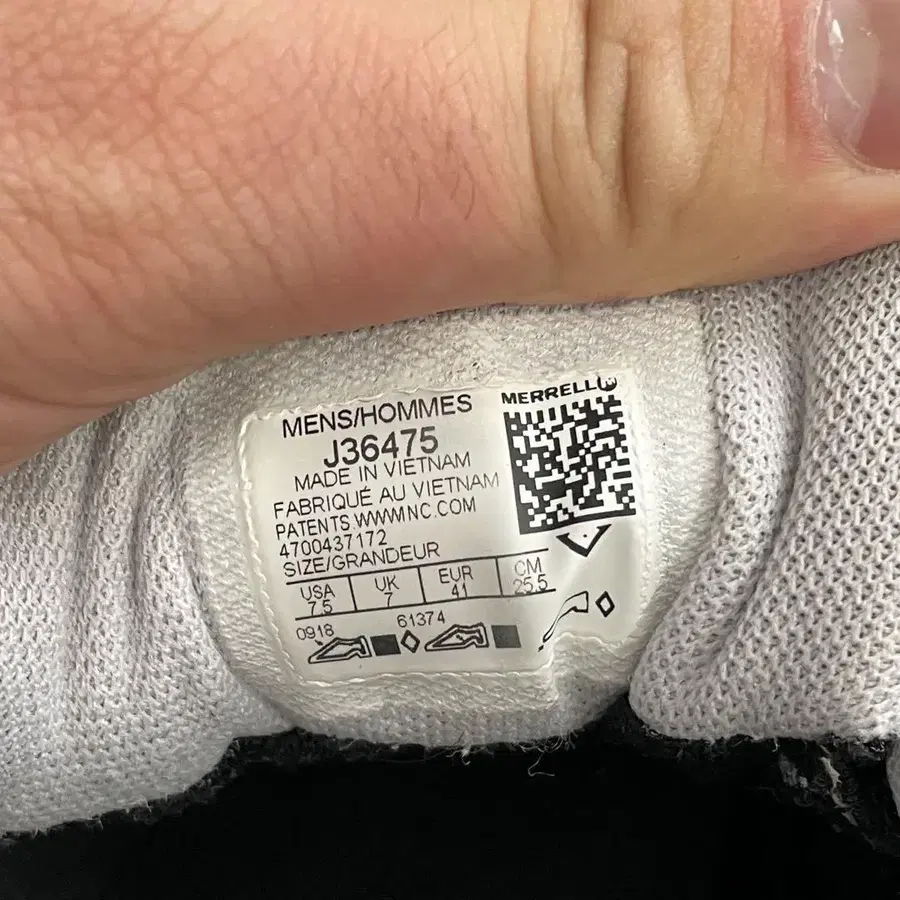 MENS/HOMMES
J36475
MADE IN VIETNAM
FABRIQUÉ AU VIETNAM
PATENTS.WWWINC.COM
4700437172
SIZE/GRANDEUR
USA UK EUR CM
7.5 7 41 25.5
0918 61374
MERRELL